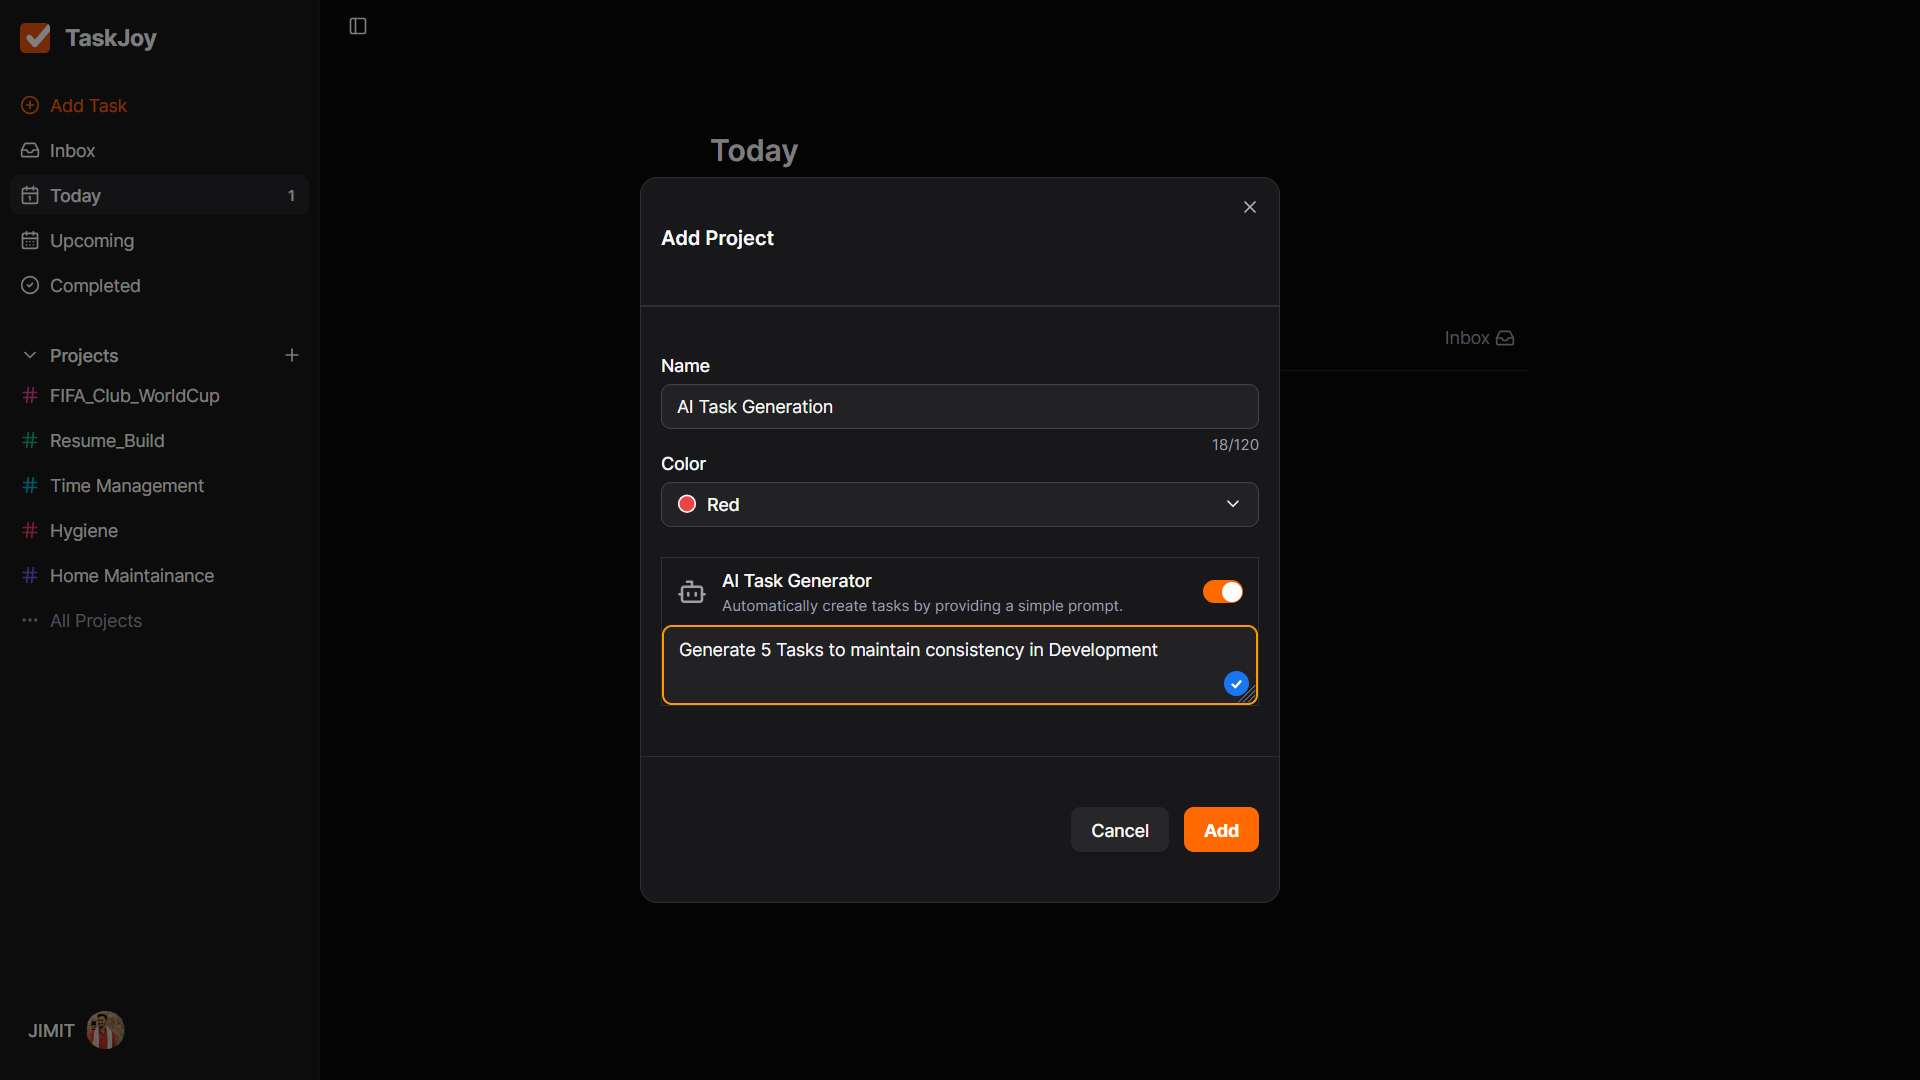 TaskJoy
Add Task
Inbox
Today 1
Upcoming
Completed
Projects
FIFA_Club_WorldCup
Resume_Build
Time Management
Hygiene
Home Maintainance
All Projects
JIMIT
Today
Inbox
Add Project
Name
AI Task Generation
18/120
Color
Red
AI Task Generator
Automatically create tasks by providing a simple prompt.
Generate 5 Tasks to maintain consistency in Development
Cancel Add